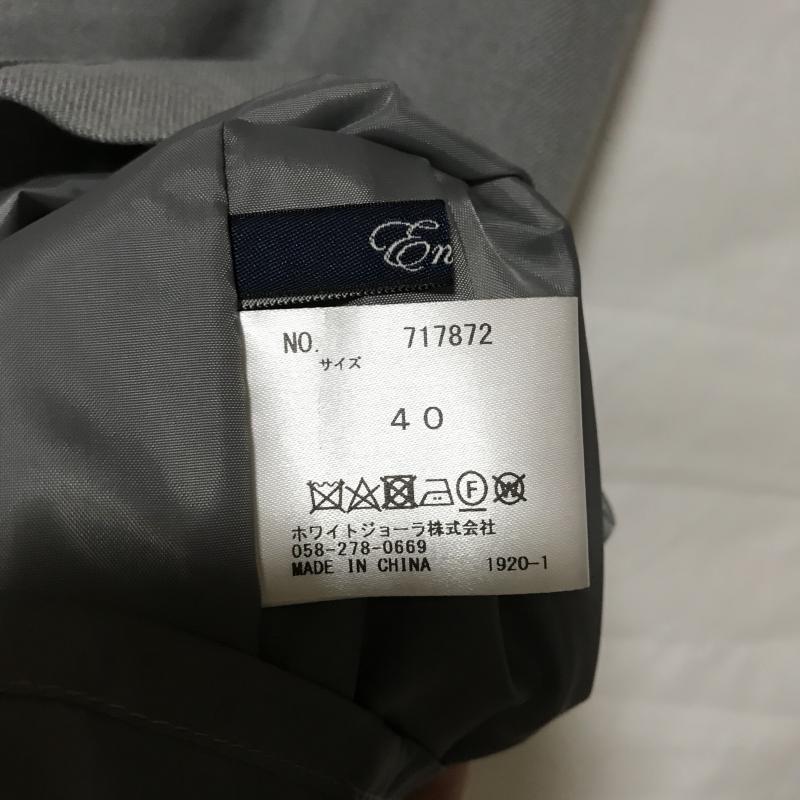 En
NO. 717872
サイズ
40
F W
ホワイトジョーラ株式会社
058-278-0669
MADE IN CHINA 1920-1